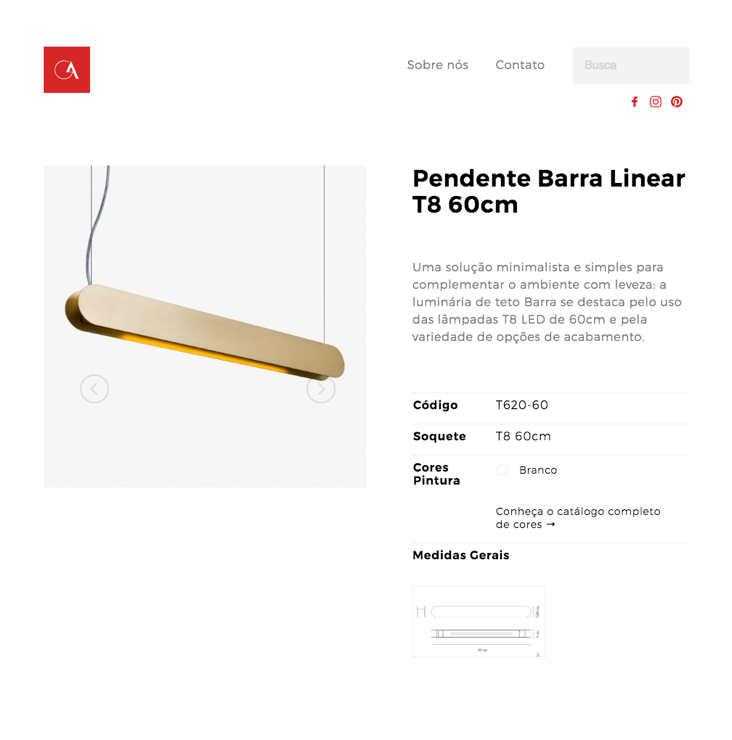 Sobre nós
Contato
Busca
Pendente Barra Linear
T8 60cm
Uma solução minimalista e simples para
complementar o ambiente com leveza: a
luminária de teto Barra se destaca pelo uso
das lâmpadas T8 LED de 60cm e pela
variedade de opções de acabamento.
Código T620-60
Soquete T8 60cm
Cores
Pintura
Branco
Conheça o catálogo completo
de cores →
Medidas Gerais